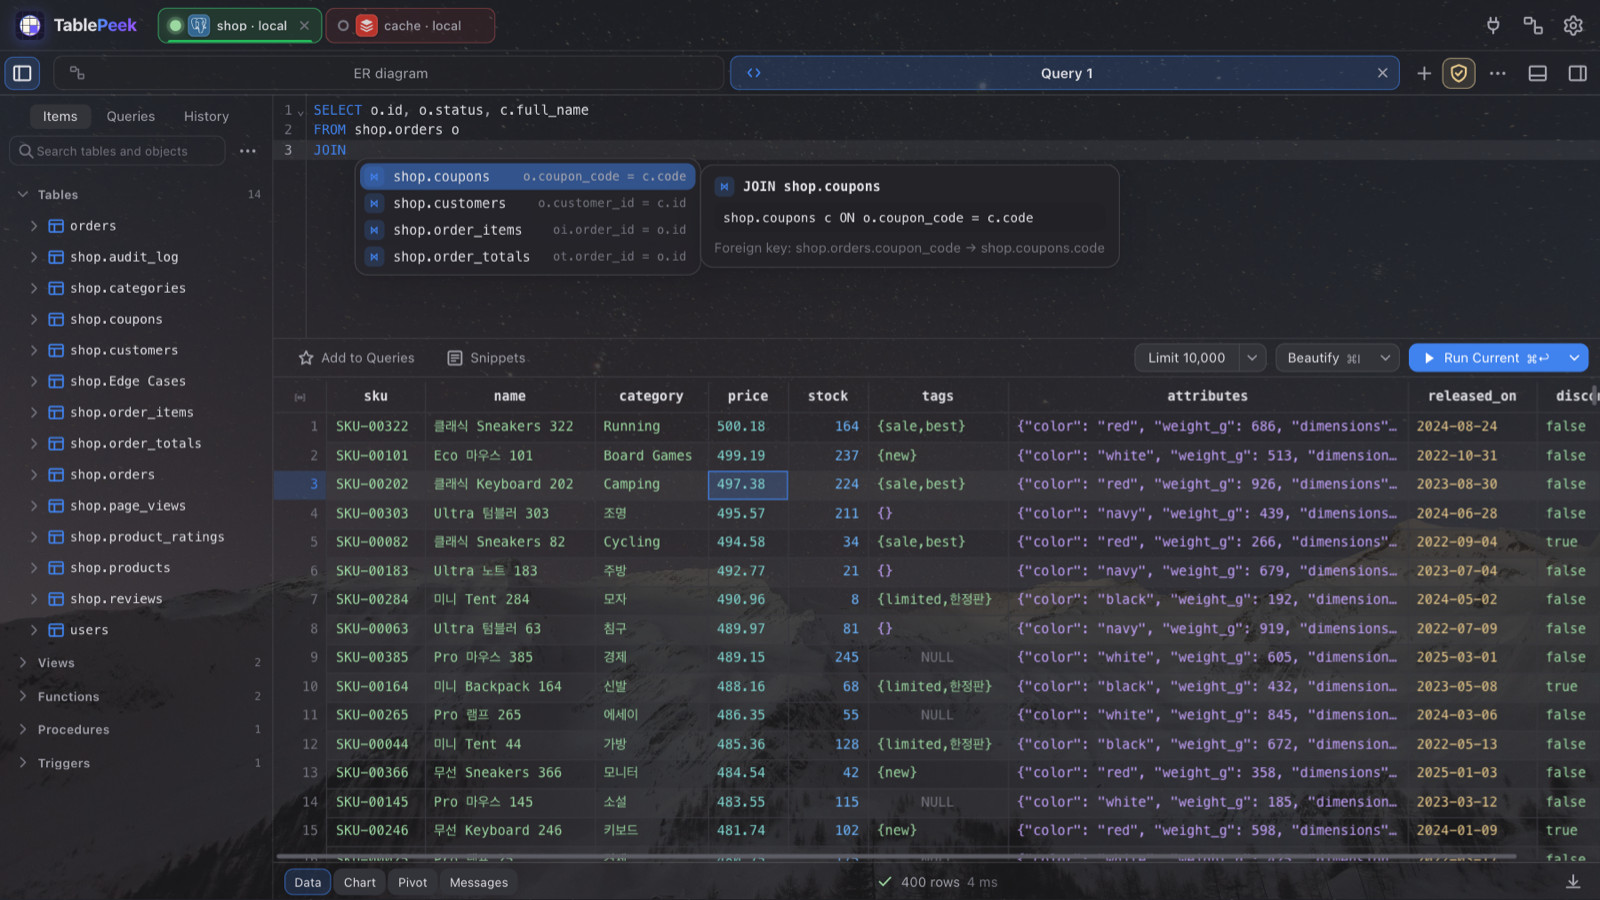 TablePeek
shop · local
cache · local
ER diagram
Query 1
Items Queries History
Search tables and objects
Tables 14
orders
shop.audit_log
shop.categories
shop.coupons
shop.customers
shop.Edge Cases
shop.order_items
shop.order_totals
shop.orders
shop.page_views
shop.product_ratings
shop.products
shop.reviews
users
Views 2
Functions 2
Procedures 1
Triggers 1
1 SELECT o.id, o.status, c.full_name
2 FROM shop.orders o
3 JOIN
shop.coupons o.coupon_code = c.code
shop.customers o.customer_id = c.id
shop.order_items oi.order_id = o.id
shop.order_totals ot.order_id = o.id
JOIN shop.coupons
shop.coupons c ON o.coupon_code = c.code
Foreign key: shop.orders.coupon_code → shop.coupons.code
Add to Queries Snippets Limit 10,000 Beautify ⌘I Run Current ⌘↩
sku name category price stock tags attributes released_on disco
1 SKU-00322 클래식 Sneakers 322 Running 500.18 164 {sale,best} {"color": "red", "weight_g": 686, "dimensions"… 2024-08-24 false
2 SKU-00101 Eco 마우스 101 Board Games 499.19 237 {new} {"color": "white", "weight_g": 513, "dimension… 2022-10-31 false
3 SKU-00202 클래식 Keyboard 202 Camping 497.38 224 {sale,best} {"color": "red", "weight_g": 926, "dimensions"… 2023-08-30 false
4 SKU-00303 Ultra 텀블러 303 조명 495.57 211 {} {"color": "navy", "weight_g": 439, "dimensions… 2024-06-28 false
5 SKU-00082 클래식 Sneakers 82 Cycling 494.58 34 {sale,best} {"color": "red", "weight_g": 266, "dimensions"… 2022-09-04 true
6 SKU-00183 Ultra 노트 183 주방 492.77 21 {} {"color": "navy", "weight_g": 679, "dimensions… 2023-07-04 false
7 SKU-00284 미니 Tent 284 모자 490.96 8 {limited,한정판} {"color": "black", "weight_g": 192, "dimension… 2024-05-02 false
8 SKU-00063 Ultra 텀블러 63 침구 489.97 81 {} {"color": "navy", "weight_g": 919, "dimensions… 2022-07-09 false
9 SKU-00385 Pro 마우스 385 경제 489.15 245 NULL {"color": "white", "weight_g": 605, "dimension… 2025-03-01 false
10 SKU-00164 미니 Backpack 164 신발 488.16 68 {limited,한정판} {"color": "black", "weight_g": 432, "dimension… 2023-05-08 true
11 SKU-00265 Pro 램프 265 에세이 486.35 55 NULL {"color": "white", "weight_g": 845, "dimension… 2024-03-06 false
12 SKU-00044 미니 Tent 44 가방 485.36 128 {limited,한정판} {"color": "black", "weight_g": 672, "dimension… 2022-05-13 false
13 SKU-00366 무선 Sneakers 366 모니터 484.54 42 {new} {"color": "red", "weight_g": 358, "dimensions"… 2025-01-03 false
14 SKU-00145 Pro 마우스 145 소설 483.55 115 NULL {"color": "white", "weight_g": 185, "dimension… 2023-03-12 false
15 SKU-00246 무선 Keyboard 246 키보드 481.74 102 {new} {"color": "red", "weight_g": 598, "dimensions"… 2024-01-09 true
Data Chart Pivot Messages 400 rows 4 ms